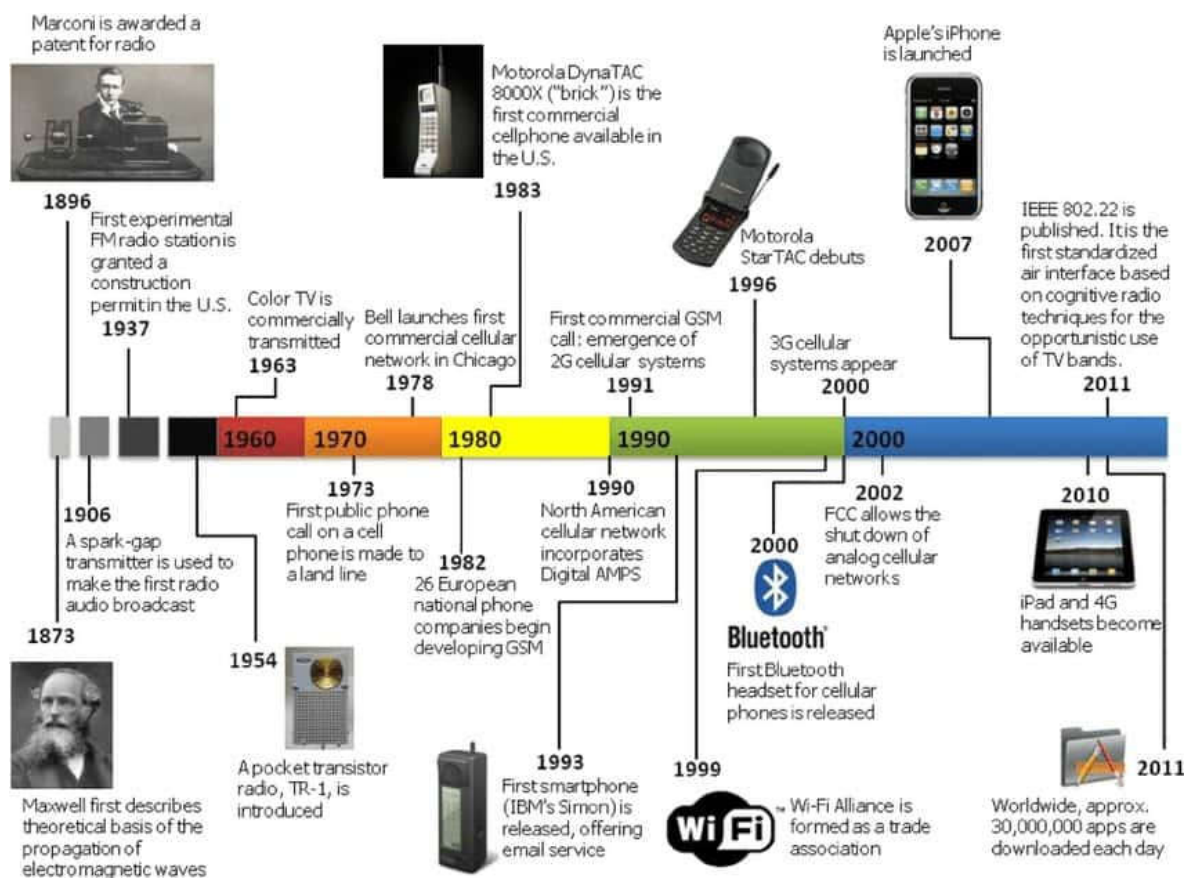 Marconi is awarded a
patent for radio
1896
First experimental
FM radio station is
granted a
construction
permit in the U.S.
1937
Color TV is
commercially
transmitted
1963
Bell launches first
commercial cellular
network in Chicago
1978
Motorola DynaTAC
8000X ("brick") is the
first commercial
cellphone available in
the U.S.
1983
First commercial GSM
call: emergence of
2G cellular systems
1991
Motorola
StarTAC debuts
1996
3G cellular
systems appear
2000
Apple's iPhone
is launched
2007
IEEE 802.22 is
published. It is the
first standardized
air interface based
on cognitive radio
techniques for the
opportunistic use
of TV bands.
2011
1960
1970
1980
1990
2000
1873
Maxwell first describes
theoretical basis of the
propagation of
electromagnetic waves
1906
A spark-gap
transmitter is used to
make the first radio
audio broadcast
1954
A pocket transistor
radio, TR-1, is
introduced
1973
First public phone
call on a cell
phone is made to
a land line
1982
26 European
national phone
companies begin
developing GSM
1990
North American
cellular network
incorporates
Digital AMPS
1993
First smartphone
(IBM's Simon) is
released, offering
email service
1999
Wi Fi
™
Wi-Fi Alliance is
formed as a trade
association
2000
Bluetooth®
First Bluetooth
headset for cellular
phones is released
2002
FCC allows the
shut down of
analog cellular
networks
2010
iPad and 4G
handsets become
available
2011
Worldwide, approx.
30,000,000 apps are
downloaded each day